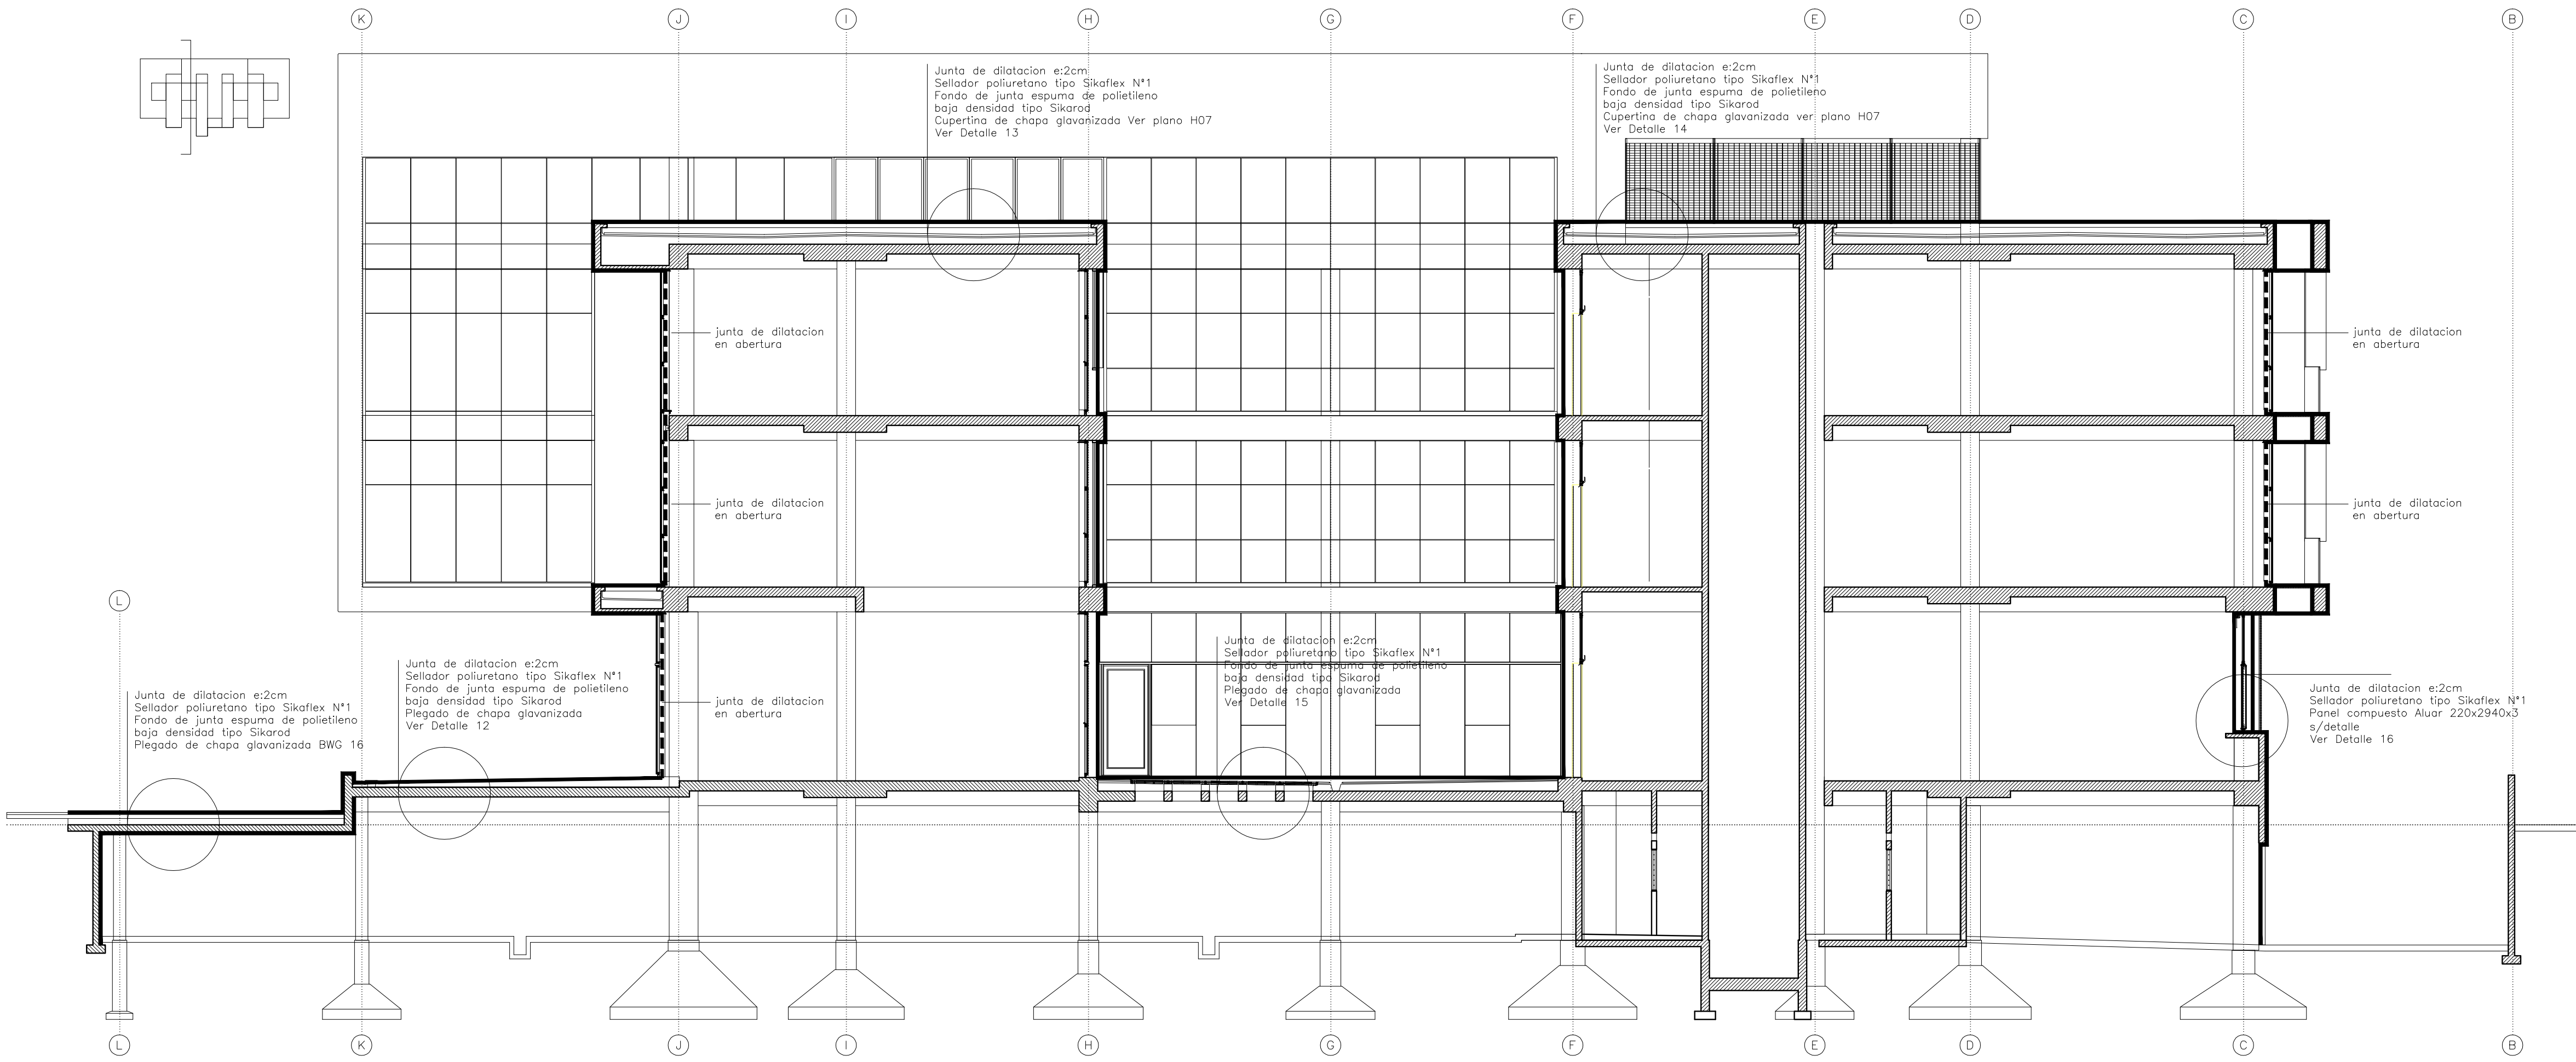 K
J
I
H
G
F
E
D
C
B
Junta de dilatacion e:2cm
Sellador poliuretano tipo Sikaflex N°1
Fondo de junta espuma de polietileno
baja densidad tipo Sikarod
Cupertina de chapa glavanizada Ver plano H07
Ver Detalle 13
Junta de dilatacion e:2cm
Sellador poliuretano tipo Sikaflex N°1
Fondo de junta espuma de polietileno
baja densidad tipo Sikarod
Cupertina de chapa glavanizada ver plano H07
Ver Detalle 14
junta de dilatacion
en abertura
junta de dilatacion
en abertura
junta de dilatacion
en abertura
junta de dilatacion
en abertura
L
Junta de dilatacion e:2cm
Sellador poliuretano tipo Sikaflex N°1
Fondo de junta espuma de polietileno
baja densidad tipo Sikarod
Plegado de chapa glavanizada BWG 16
Junta de dilatacion e:2cm
Sellador poliuretano tipo Sikaflex N°1
Fondo de junta espuma de polietileno
baja densidad tipo Sikarod
Plegado de chapa glavanizada
Ver Detalle 12
junta de dilatacion
en abertura
Junta de dilatacion e:2cm
Sellador poliuretano tipo Sikaflex N°1
Fondo de junta espuma de polietileno
baja densidad tipo Sikarod
Plegado de chapa glavanizada
Ver Detalle 15
Junta de dilatacion e:2cm
Sellador poliuretano tipo Sikaflex N°1
Panel compuesto Aluar 220x2940x3
s/detalle
Ver Detalle 16
L
K
J
I
H
G
F
E
D
C
B